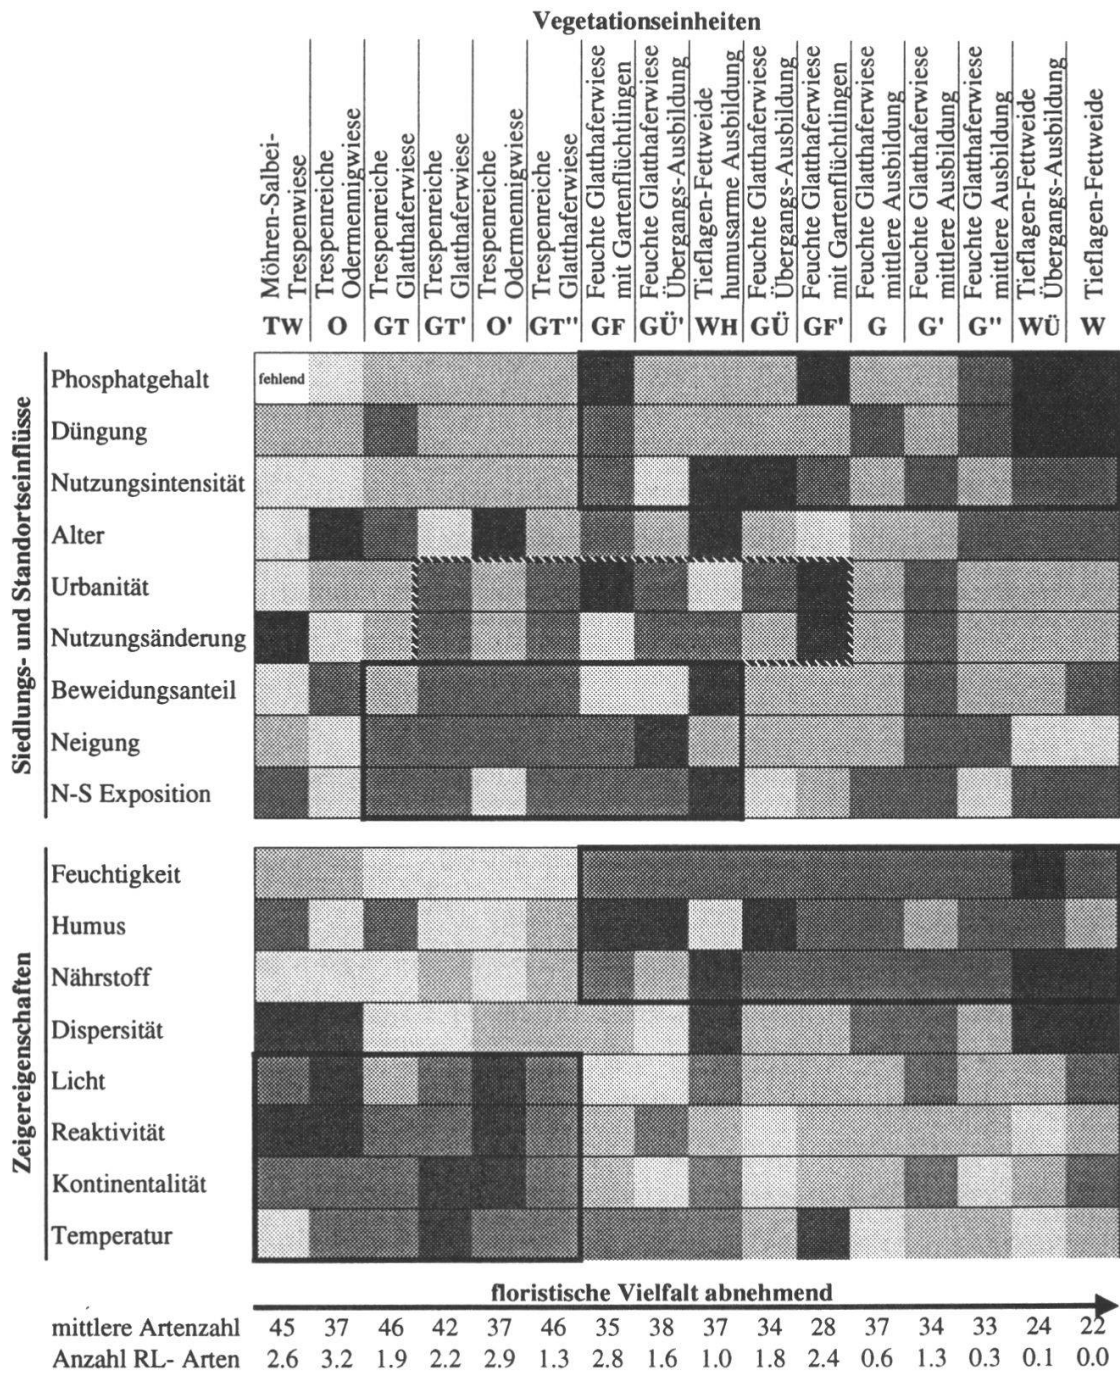 Vegetationseinheiten
Möhren-Salbei-
Trespenwiese
Trespenreiche
Odermennigwiese
Trespenreiche
Glatthaferwiese
Trespenreiche
Glatthaferwiese
Trespenreiche
Odermennigwiese
Trespenreiche
Glatthaferwiese
Feuchte Glatthaferwiese
mit Gartenflüchtlingen
Feuchte Glatthaferwiese
Übergangs-Ausbildung
Tieflagen-Fettweide
humusarme Ausbildung
Feuchte Glatthaferwiese
Übergangs-Ausbildung
Feuchte Glatthaferwiese
mit Gartenflüchtlingen
Feuchte Glatthaferwiese
mittlere Ausbildung
Feuchte Glatthaferwiese
mittlere Ausbildung
Feuchte Glatthaferwiese
mittlere Ausbildung
Tieflagen-Fettweide
Übergangs-Ausbildung
Tieflagen-Fettweide
TW O GT GT' O' GT'' GF GÜ' WH GÜ GF' G G' G'' WÜ W
Siedlungs- und Standortseinflüsse
Phosphatgehalt fehlend
Düngung
Nutzungsintensität
Alter
Urbanität
Nutzungsänderung
Beweidungsanteil
Neigung
N-S Exposition
Zeigereigenschaften
Feuchtigkeit
Humus
Nährstoff
Dispersität
Licht
Reaktivität
Kontinentalität
Temperatur
floristische Vielfalt abnehmend
mittlere Artenzahl 45 37 46 42 37 46 35 38 37 34 28 37 34 33 24 22
Anzahl RL- Arten 2.6 3.2 1.9 2.2 2.9 1.3 2.8 1.6 1.0 1.8 2.4 0.6 1.3 0.3 0.1 0.0